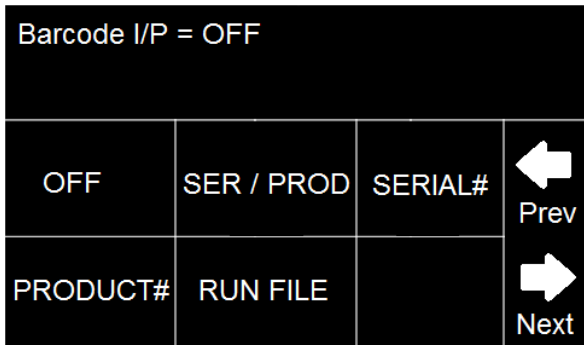 Barcode I/P = OFF
OFF
SER / PROD
SERIAL#
Prev
PRODUCT#
RUN FILE
Next